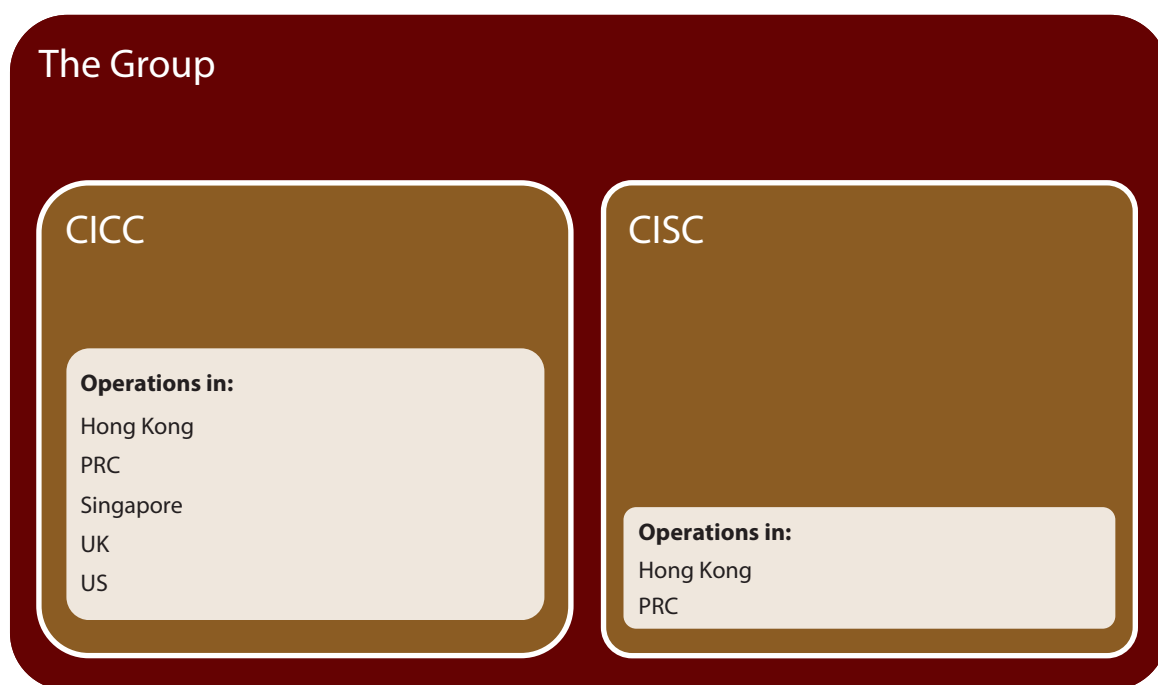 The Group
CICC
Operations in:
Hong Kong
PRC
Singapore
UK
US
CISC
Operations in:
Hong Kong
PRC